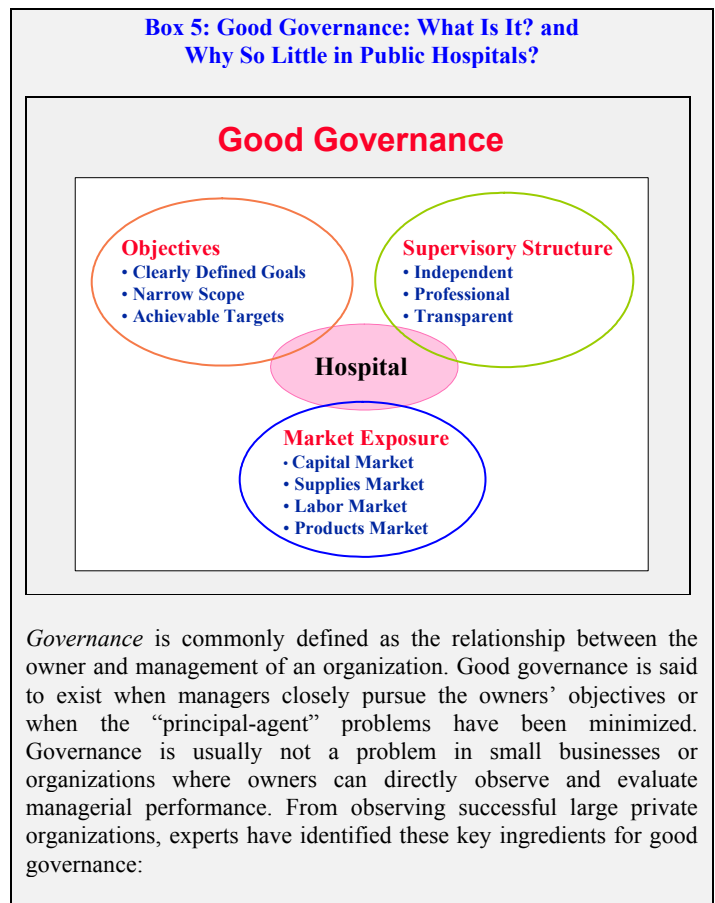 Box 5: Good Governance: What Is It? and
Why So Little in Public Hospitals?
Good Governance
Objectives
• Clearly Defined Goals
• Narrow Scope
• Achievable Targets
Supervisory Structure
• Independent
• Professional
• Transparent
Hospital
Market Exposure
• Capital Market
• Supplies Market
• Labor Market
• Products Market
Governance is commonly defined as the relationship between the
owner and management of an organization. Good governance is said
to exist when managers closely pursue the owners’ objectives or
when the “principal-agent” problems have been minimized.
Governance is usually not a problem in small businesses or
organizations where owners can directly observe and evaluate
managerial performance. From observing successful large private
organizations, experts have identified these key ingredients for good
governance: